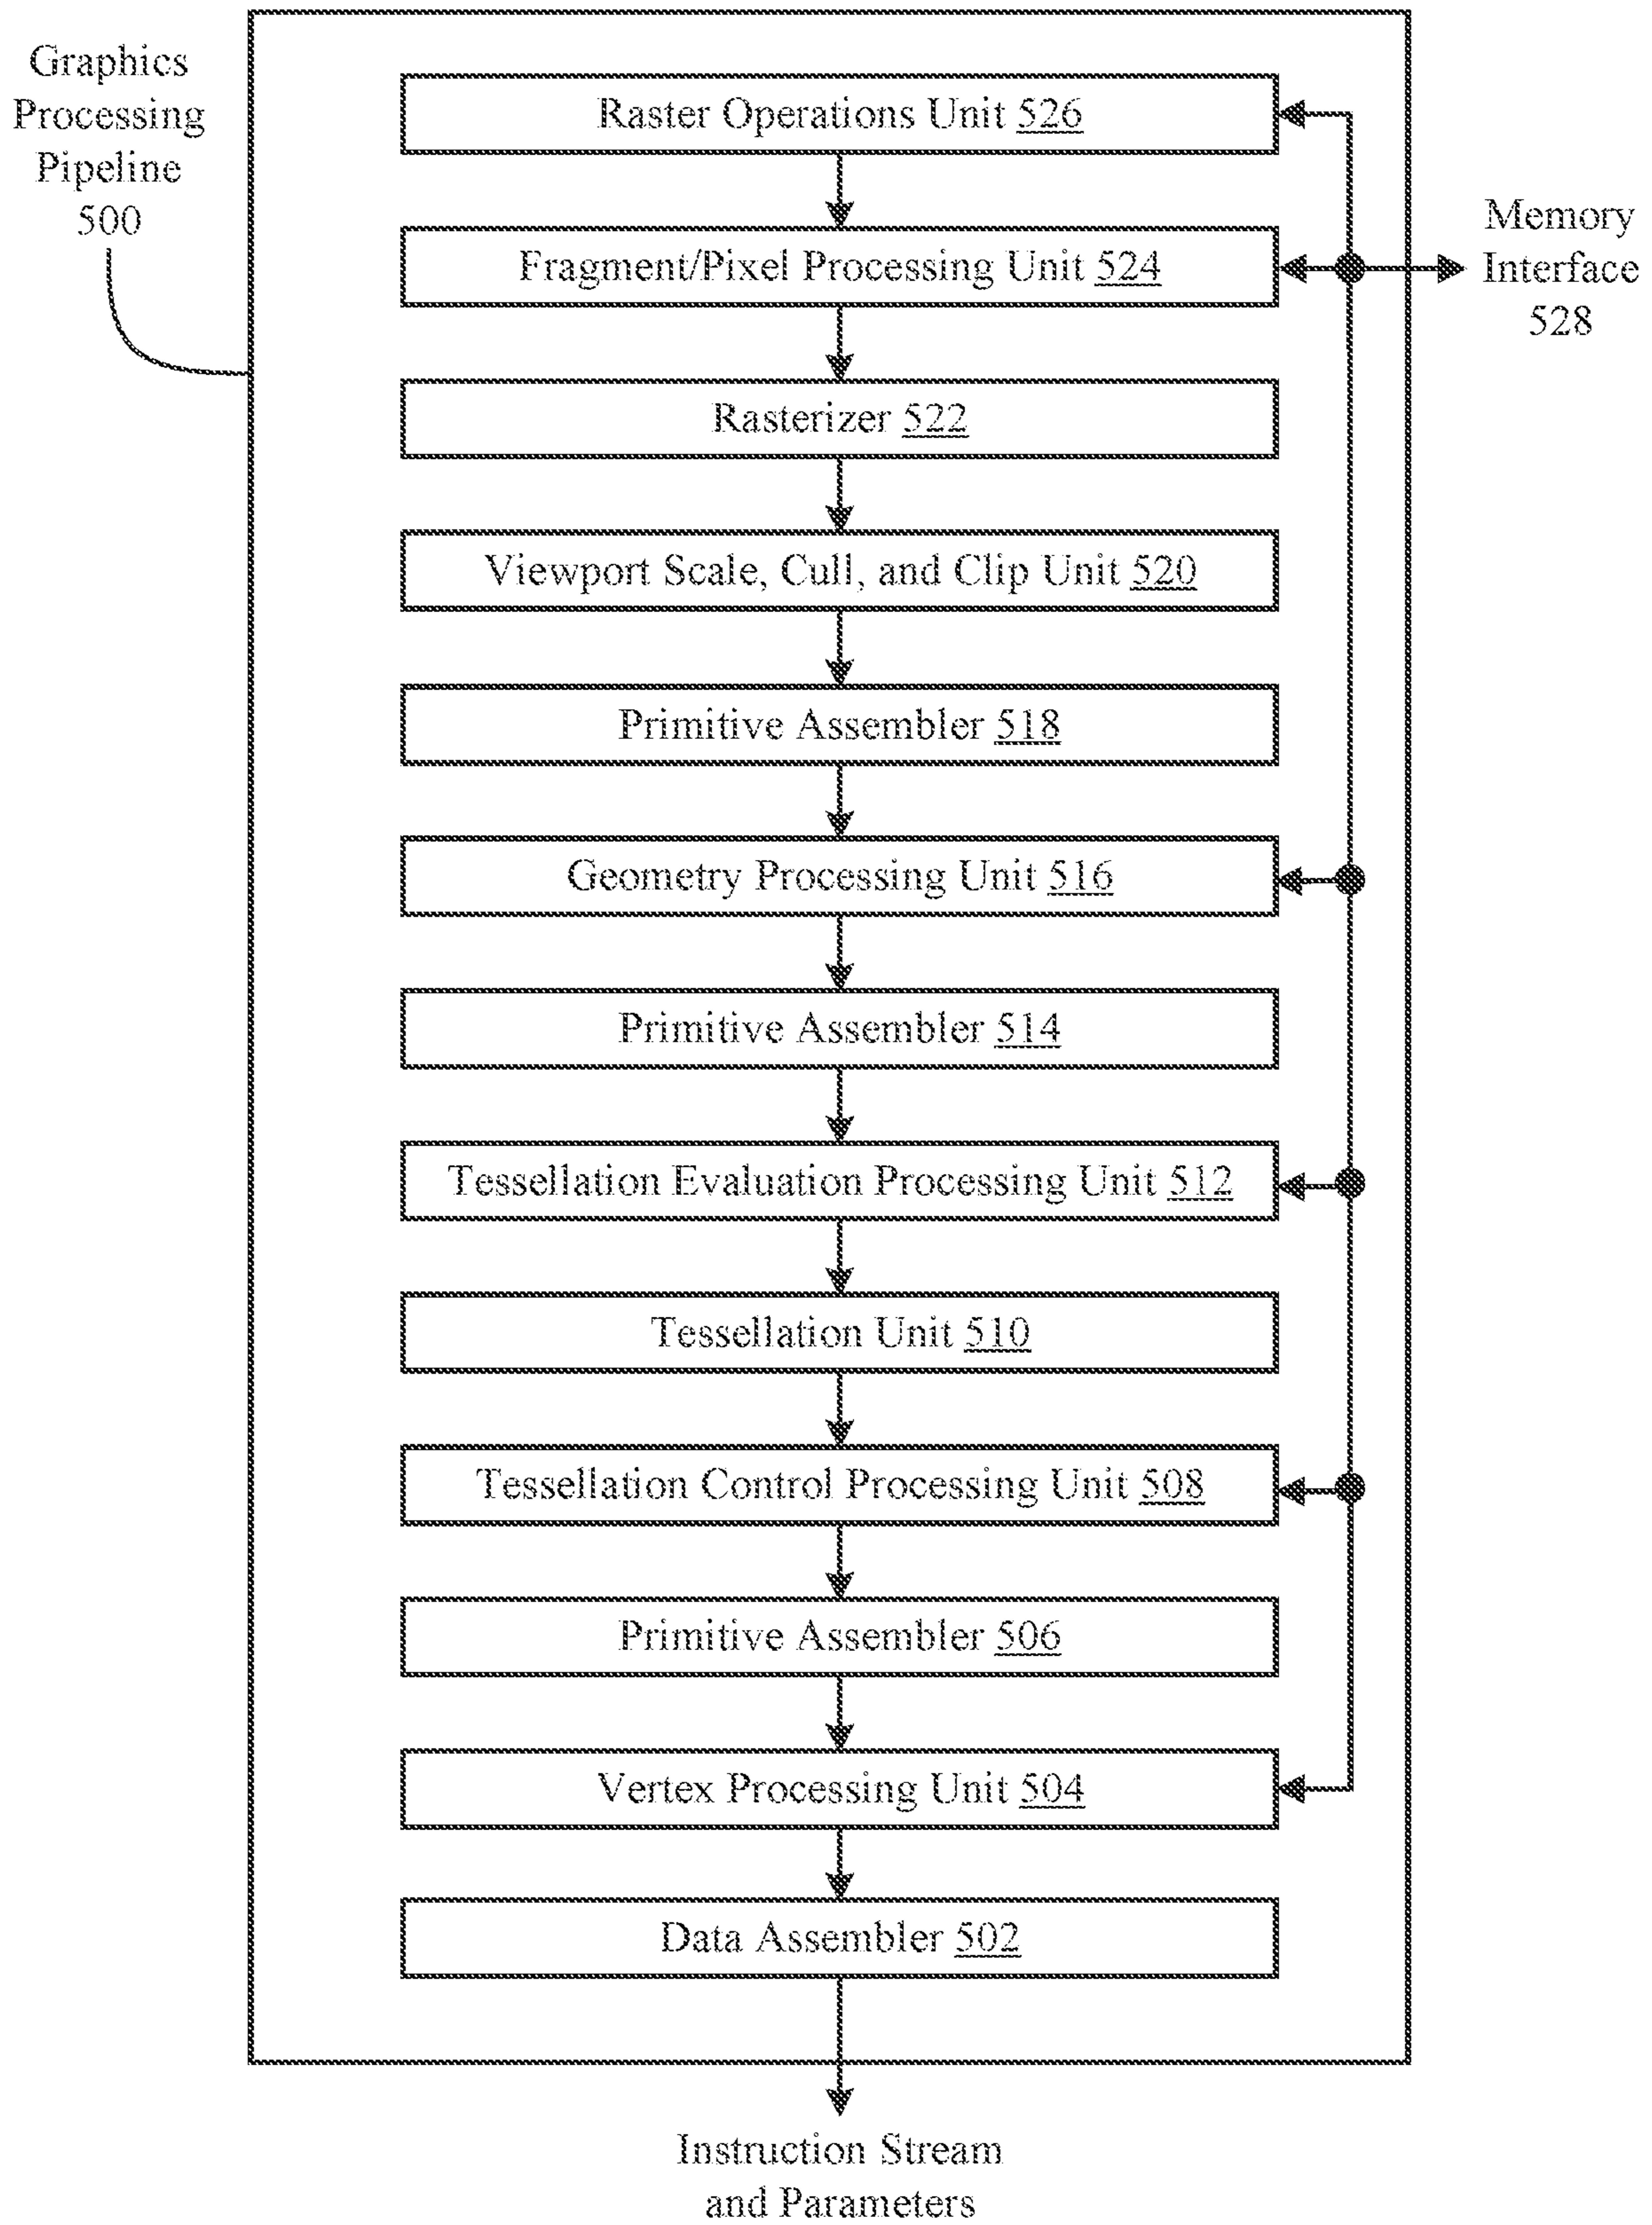 Graphics
Processing
Pipeline
500
Raster Operations Unit 526
Fragment/Pixel Processing Unit 524
Memory
Interface
528
Rasterizer 522
Viewport Scale, Cull, and Clip Unit 520
Primitive Assembler 518
Geometry Processing Unit 516
Primitive Assembler 514
Tessellation Evaluation Processing Unit 512
Tessellation Unit 510
Tessellation Control Processing Unit 508
Primitive Assembler 506
Vertex Processing Unit 504
Data Assembler 502
Instruction Stream
and Parameters